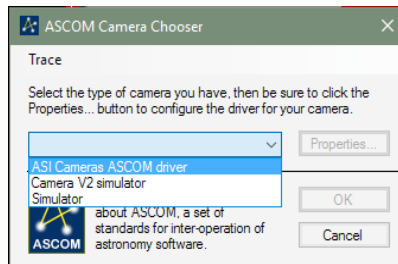 ASCOM Camera Chooser
Trace
Select the type of camera you have, then be sure to click the
Properties... button to configure the driver for your camera.
Properties...
ASI Cameras ASCOM driver
Camera V2 simulator
Simulator
about ASCOM, a set of
standards for inter-operation of
astronomy software.
ASCOM
OK
Cancel